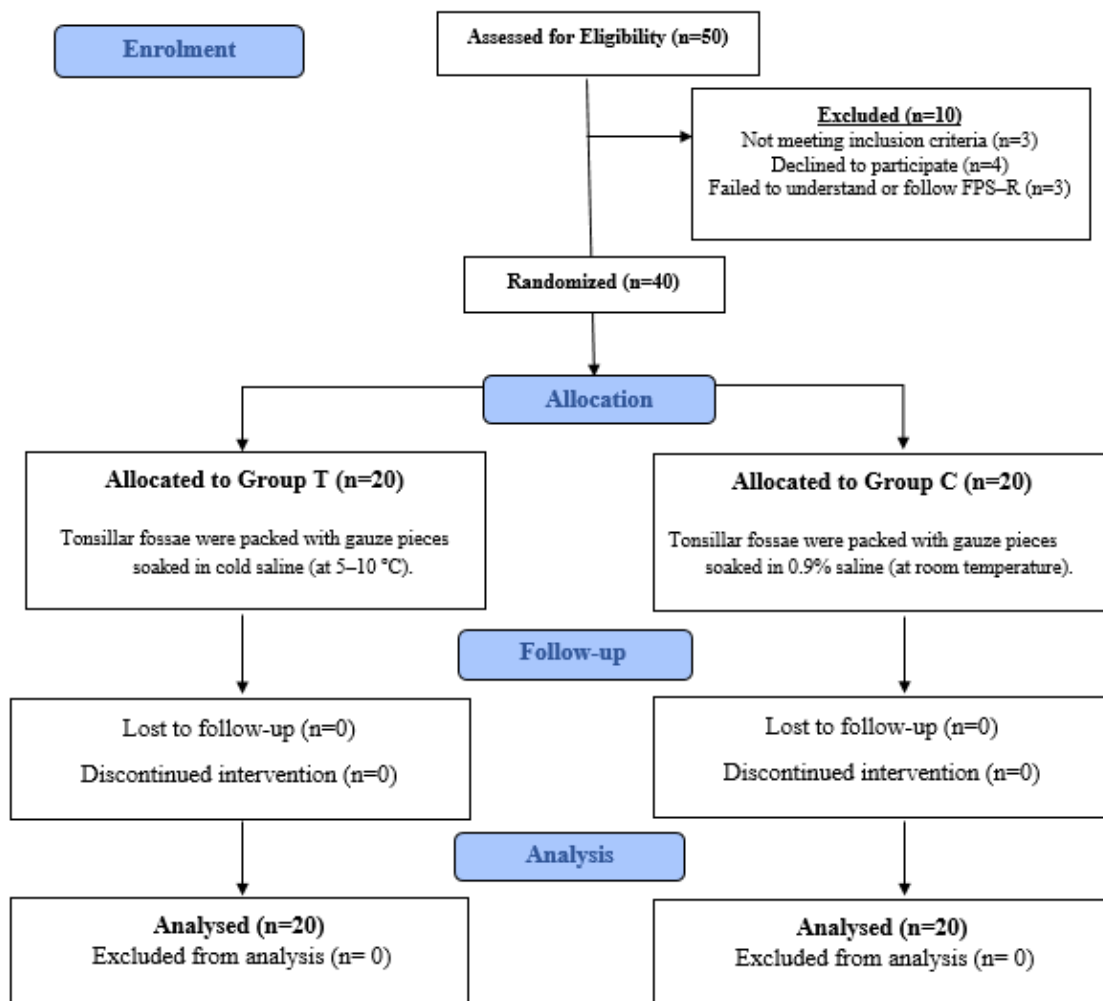 Enrolment
Assessed for Eligibility (n=50)
Excluded (n=10)
Not meeting inclusion criteria (n=3)
Declined to participate (n=4)
Failed to understand or follow FPS–R (n=3)
Randomized (n=40)
Allocation
Allocated to Group T (n=20)
Tonsillar fossae were packed with gauze pieces
soaked in cold saline (at 5–10 °C).
Allocated to Group C (n=20)
Tonsillar fossae were packed with gauze pieces
soaked in 0.9% saline (at room temperature).
Follow-up
Lost to follow-up (n=0)
Discontinued intervention (n=0)
Lost to follow-up (n=0)
Discontinued intervention (n=0)
Analysis
Analysed (n=20)
Excluded from analysis (n= 0)
Analysed (n=20)
Excluded from analysis (n= 0)